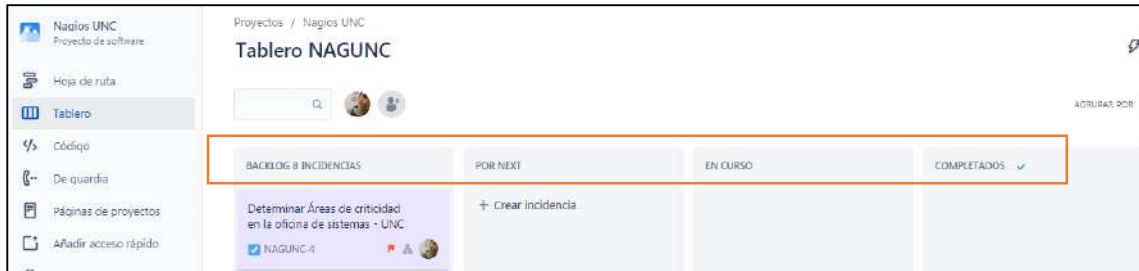 Nagios UNC
Proyecto de software
Hoja de ruta
Tablero
Código
De guardia
Páginas de proyectos
Añadir acceso rápido
Proyectos / Nagios UNC
Tablero NAGUNC
AGRUPAR POR
BACKLOG 8 INCIDENCIAS
POR NEXT
EN CURSO
COMPLETADOS
Determinar Áreas de criticidad
en la oficina de sistemas - UNC
NAGUNC-4
+ Crear incidencia